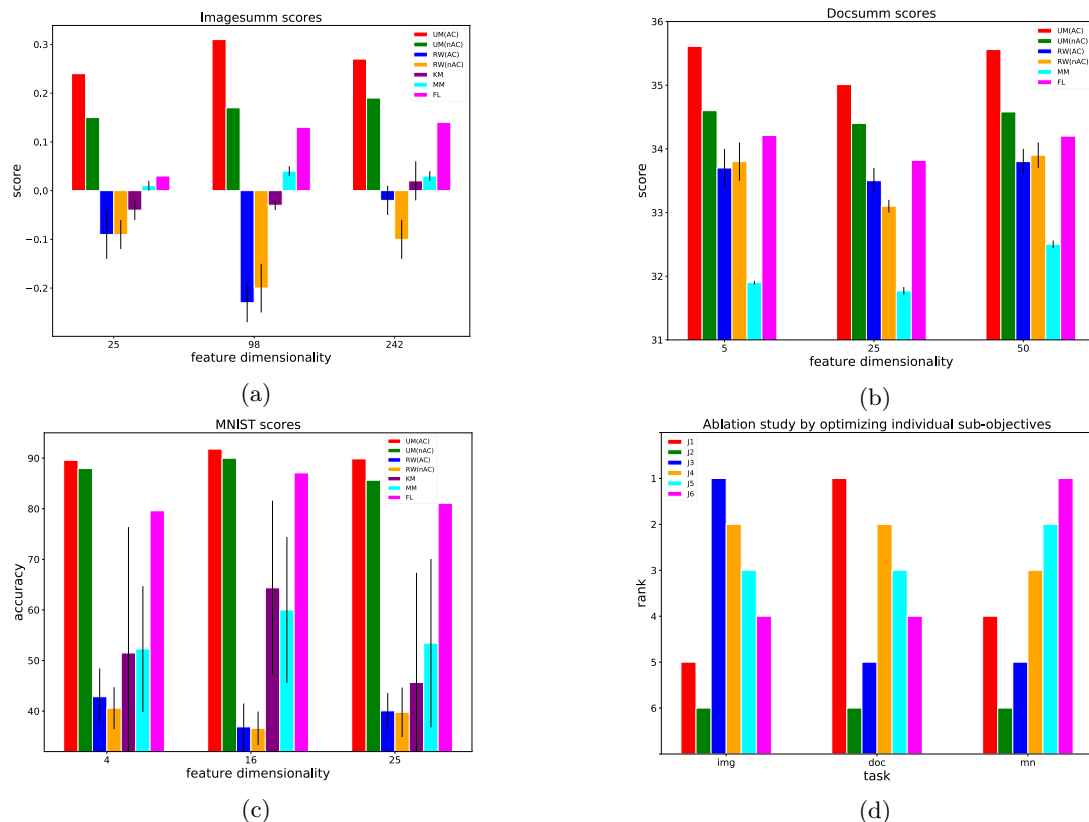 Imagesumm scores
0.3
0.2
0.1
0.0
−0.1
−0.2
score
UM(AC)
UM(nAC)
RW(AC)
RW(nAC)
KM
MM
FL
25 98 242
feature dimensionality
(a)
Docsumm scores
36
35
34
33
32
31
score
UM(AC)
UM(nAC)
RW(AC)
RW(nAC)
MM
FL
5 25 50
feature dimensionality
(b)
MNIST scores
90
80
70
60
50
40
accuracy
UM(AC)
UM(nAC)
RW(AC)
RW(nAC)
KM
MM
FL
4 16 25
feature dimensionality
(c)
Ablation study by optimizing individual sub-objectives
J1
J2
J3
J4
J5
J6
1
2
3
4
5
6
rank
img doc mn
task
(d)